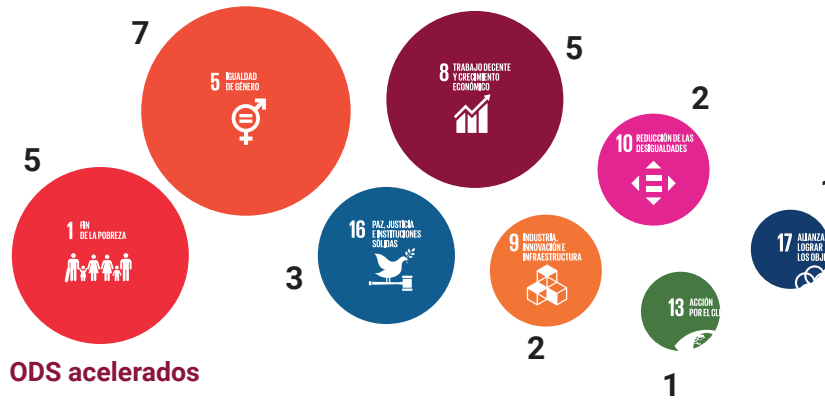 7
5 IGUALDAD
DE GÉNERO
5
8 TRABAJO DECENTE
Y CRECIMIENTO
ECONÓMICO
2
10 REDUCCIÓN DE LAS
DESIGUALDADES
5
1 FIN
DE LA POBREZA
3
16 PAZ, JUSTICIA
E INSTITUCIONES
SÓLIDAS
9 INDUSTRIA,
INNOVACIÓN E
INFRAESTRUCTURA
2
13 ACCIÓN
POR EL CL
1
17 ALIANZA
LOGRAR
LOS OBJ
ODS acelerados